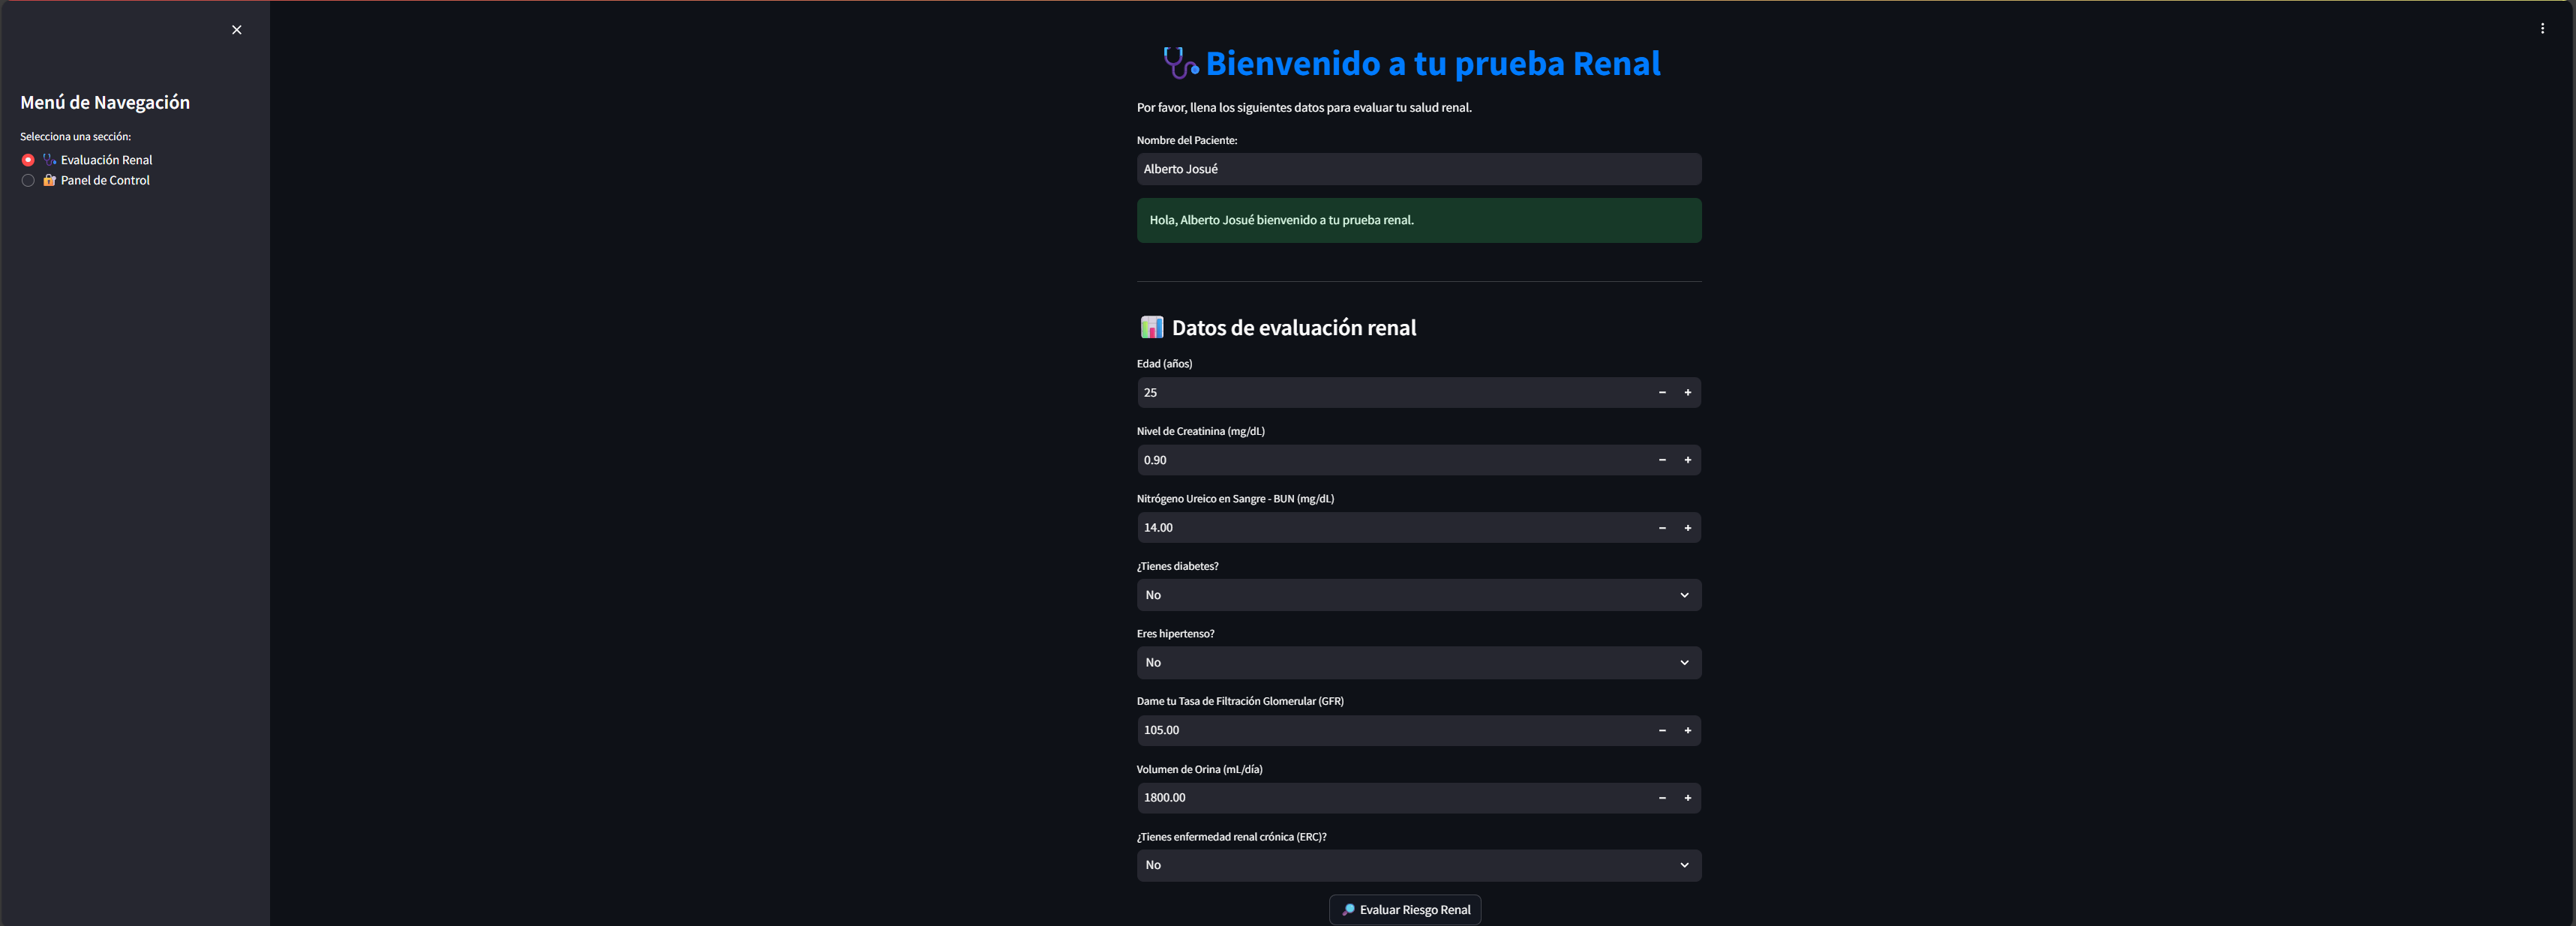 Menú de Navegación
Selecciona una sección:
Evaluación Renal
Panel de Control
Bienvenido a tu prueba Renal
Por favor, llena los siguientes datos para evaluar tu salud renal.
Nombre del Paciente:
Alberto Josué
Hola, Alberto Josué bienvenido a tu prueba renal.
Datos de evaluación renal
Edad (años)
25
Nivel de Creatinina (mg/dL)
0.90
Nitrógeno Ureico en Sangre - BUN (mg/dL)
14.00
¿Tienes diabetes?
No
Eres hipertenso?
No
Dame tu Tasa de Filtración Glomerular (GFR)
105.00
Volumen de Orina (mL/día)
1800.00
¿Tienes enfermedad renal crónica (ERC)?
No
Evaluar Riesgo Renal